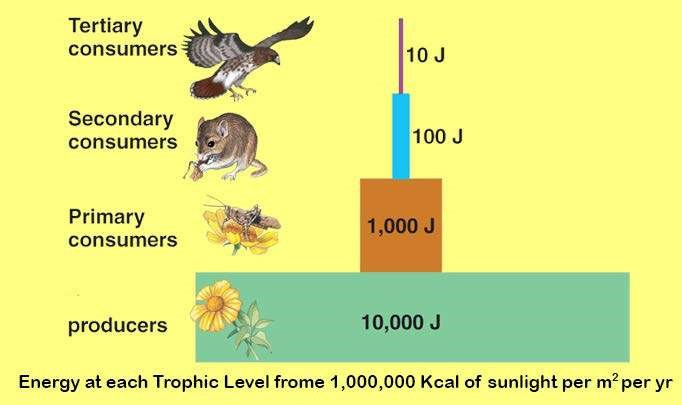 Tertiary
consumers
10 J
Secondary
consumers
100 J
Primary
consumers
1,000 J
producers
10,000 J
Energy at each Trophic Level frome 1,000,000 Kcal of sunlight per m² per yr